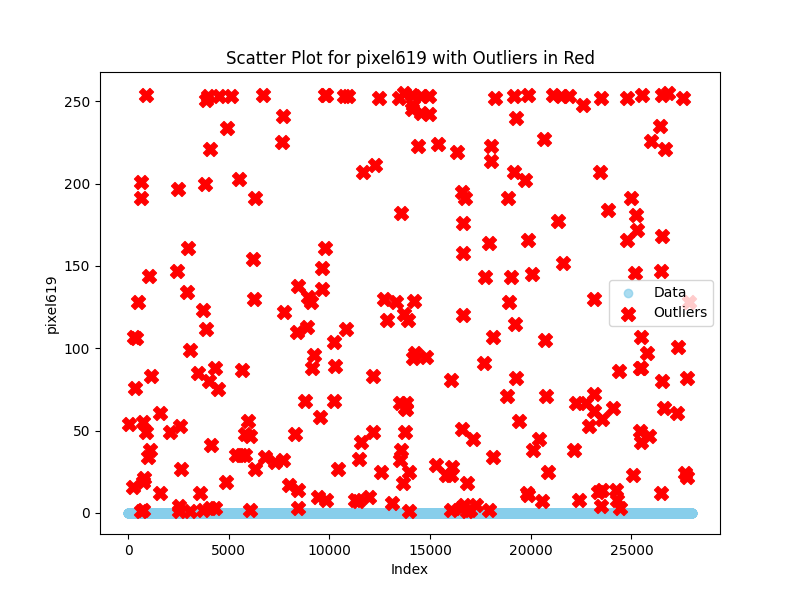 Scatter Plot for pixel619 with Outliers in Red
250
200
150
100
50
0
pixel619
Data
Outliers
0
5000
10000
15000
20000
25000
Index